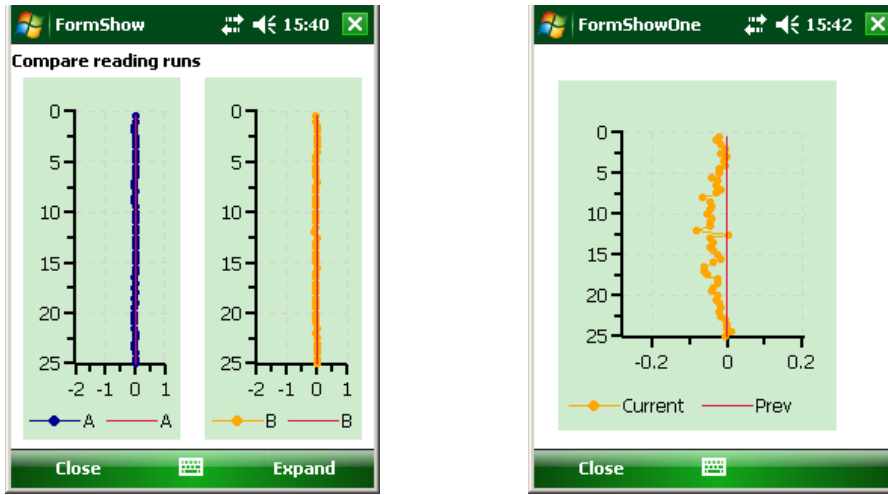 FormShow 15:40
Compare reading runs
0 0
5 5
10 10
15 15
20 20
25 25
-2 -1 0 1 -2 -1 0 1
A A B B
Close Expand
FormShowOne 15:42
0
5
10
15
20
25
-0.2 0 0.2
Current Prev
Close